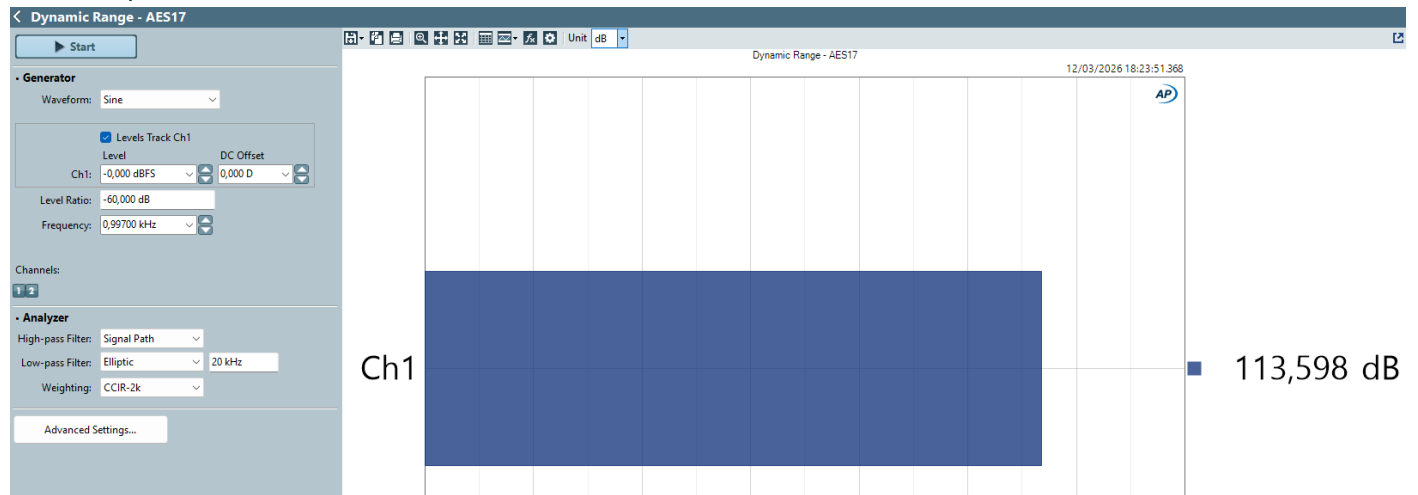 Dynamic Range - AES17
Start
Unit dB
Dynamic Range - AES17
12/03/2026 18:23:51.368
AP
Generator
Waveform: Sine
Levels Track Ch1
Level DC Offset
Ch1: -0,000 dBFS 0,000 D
Level Ratio: -60,000 dB
Frequency: 0,99700 kHz
Channels:
1 2
Analyzer
High-pass Filter: Signal Path
Low-pass Filter: Elliptic 20 kHz
Weighting: CCIR-2k
Advanced Settings...
Ch1
113,598 dB